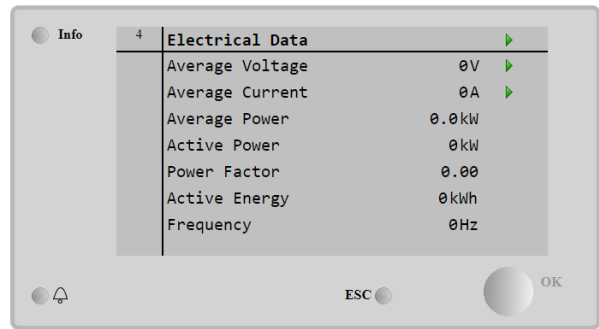 Info
4 Electrical Data
Average Voltage 0V
Average Current 0A
Average Power 0.0kW
Active Power 0kW
Power Factor 0.00
Active Energy 0kWh
Frequency 0Hz
ESC OK